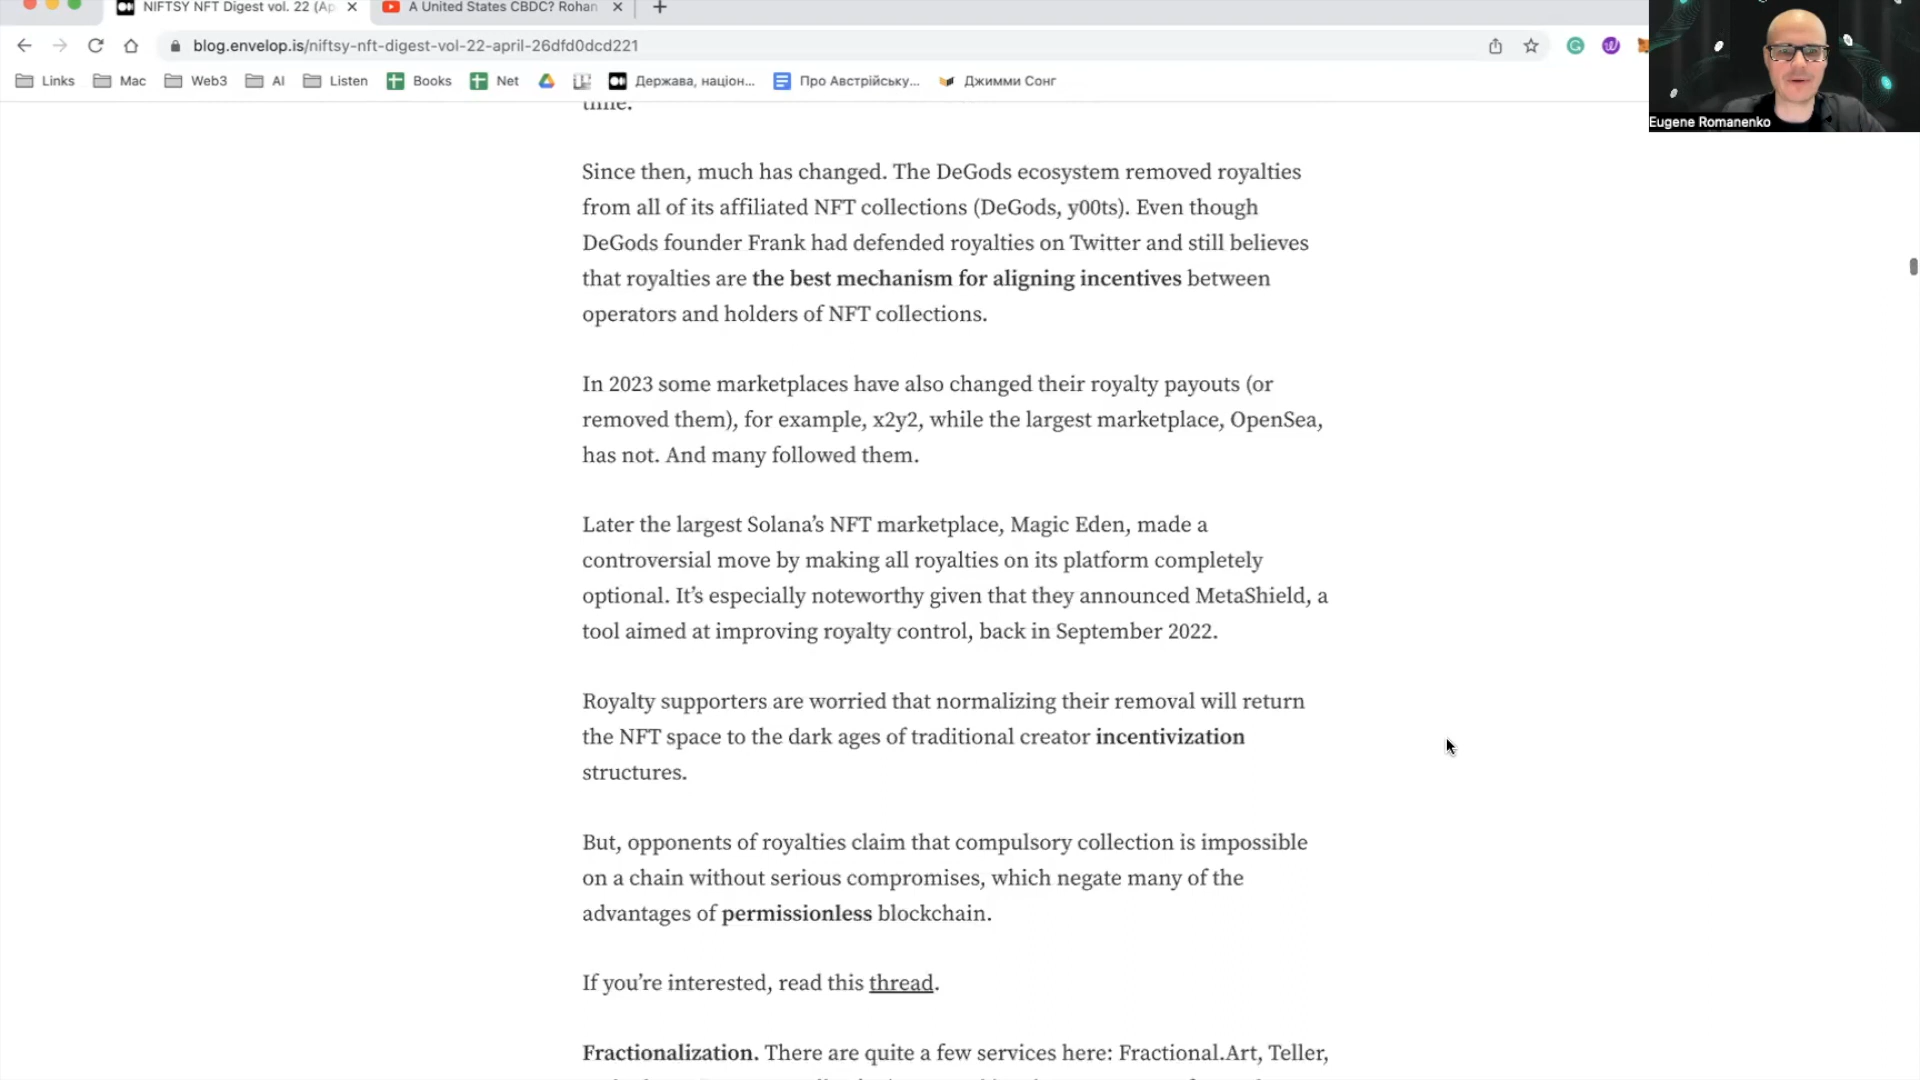 NIFTSY NFT Digest vol. 22 (Ap
A United States CBDC? Rohan
blog.envelop.is/niftsy-nft-digest-vol-22-april-26dfd0dcd221
Links Mac Web3 AI Listen Books Net Держава, націон... Про Австрійську... Джимми Сонг
Eugene Romanenko
time.
Since then, much has changed. The DeGods ecosystem removed royalties
from all of its affiliated NFT collections (DeGods, y00ts). Even though
DeGods founder Frank had defended royalties on Twitter and still believes
that royalties are the best mechanism for aligning incentives between
operators and holders of NFT collections.
In 2023 some marketplaces have also changed their royalty payouts (or
removed them), for example, x2y2, while the largest marketplace, OpenSea,
has not. And many followed them.
Later the largest Solana’s NFT marketplace, Magic Eden, made a
controversial move by making all royalties on its platform completely
optional. It’s especially noteworthy given that they announced MetaShield, a
tool aimed at improving royalty control, back in September 2022.
Royalty supporters are worried that normalizing their removal will return
the NFT space to the dark ages of traditional creator incentivization
structures.
But, opponents of royalties claim that compulsory collection is impossible
on a chain without serious compromises, which negate many of the
advantages of permissionless blockchain.
If you’re interested, read this thread.
Fractionalization. There are quite a few services here: Fractional.Art, Teller,